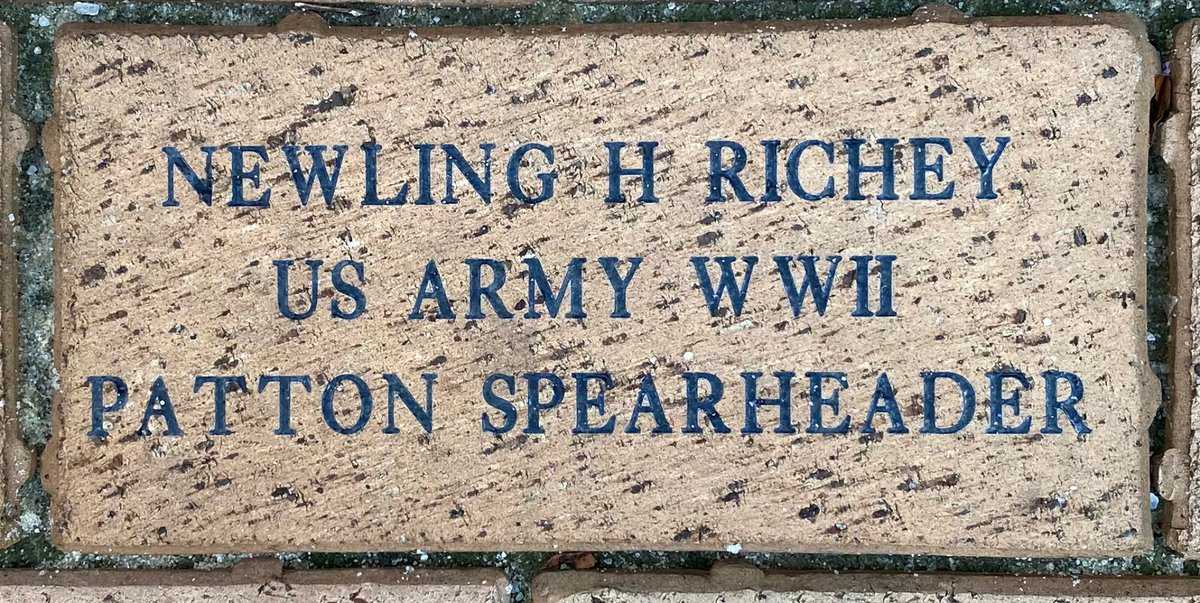 NEWLING H RICHEY
US ARMY WWII
PATTON SPEARHEADER